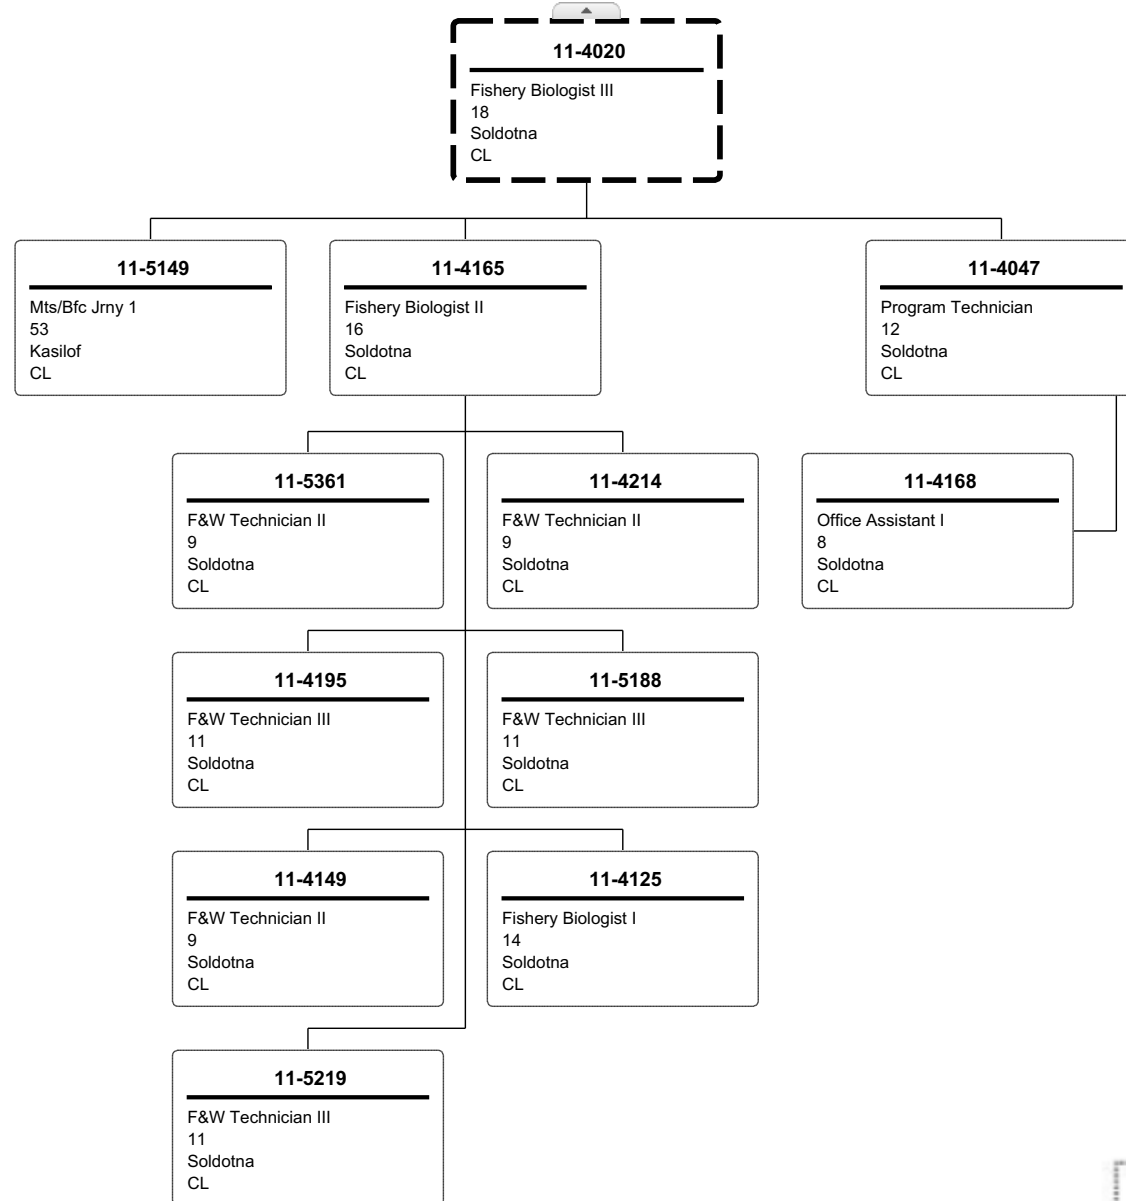 11-4020
Fishery Biologist III
18
Soldotna
CL
11-5149
Mts/Bfc Jrny 1
53
Kasilof
CL
11-4165
Fishery Biologist II
16
Soldotna
CL
11-4047
Program Technician
12
Soldotna
CL
11-5361
F&W Technician II
9
Soldotna
CL
11-4214
F&W Technician II
9
Soldotna
CL
11-4168
Office Assistant I
8
Soldotna
CL
11-4195
F&W Technician III
11
Soldotna
CL
11-5188
F&W Technician III
11
Soldotna
CL
11-4149
F&W Technician II
9
Soldotna
CL
11-4125
Fishery Biologist I
14
Soldotna
CL
11-5219
F&W Technician III
11
Soldotna
CL